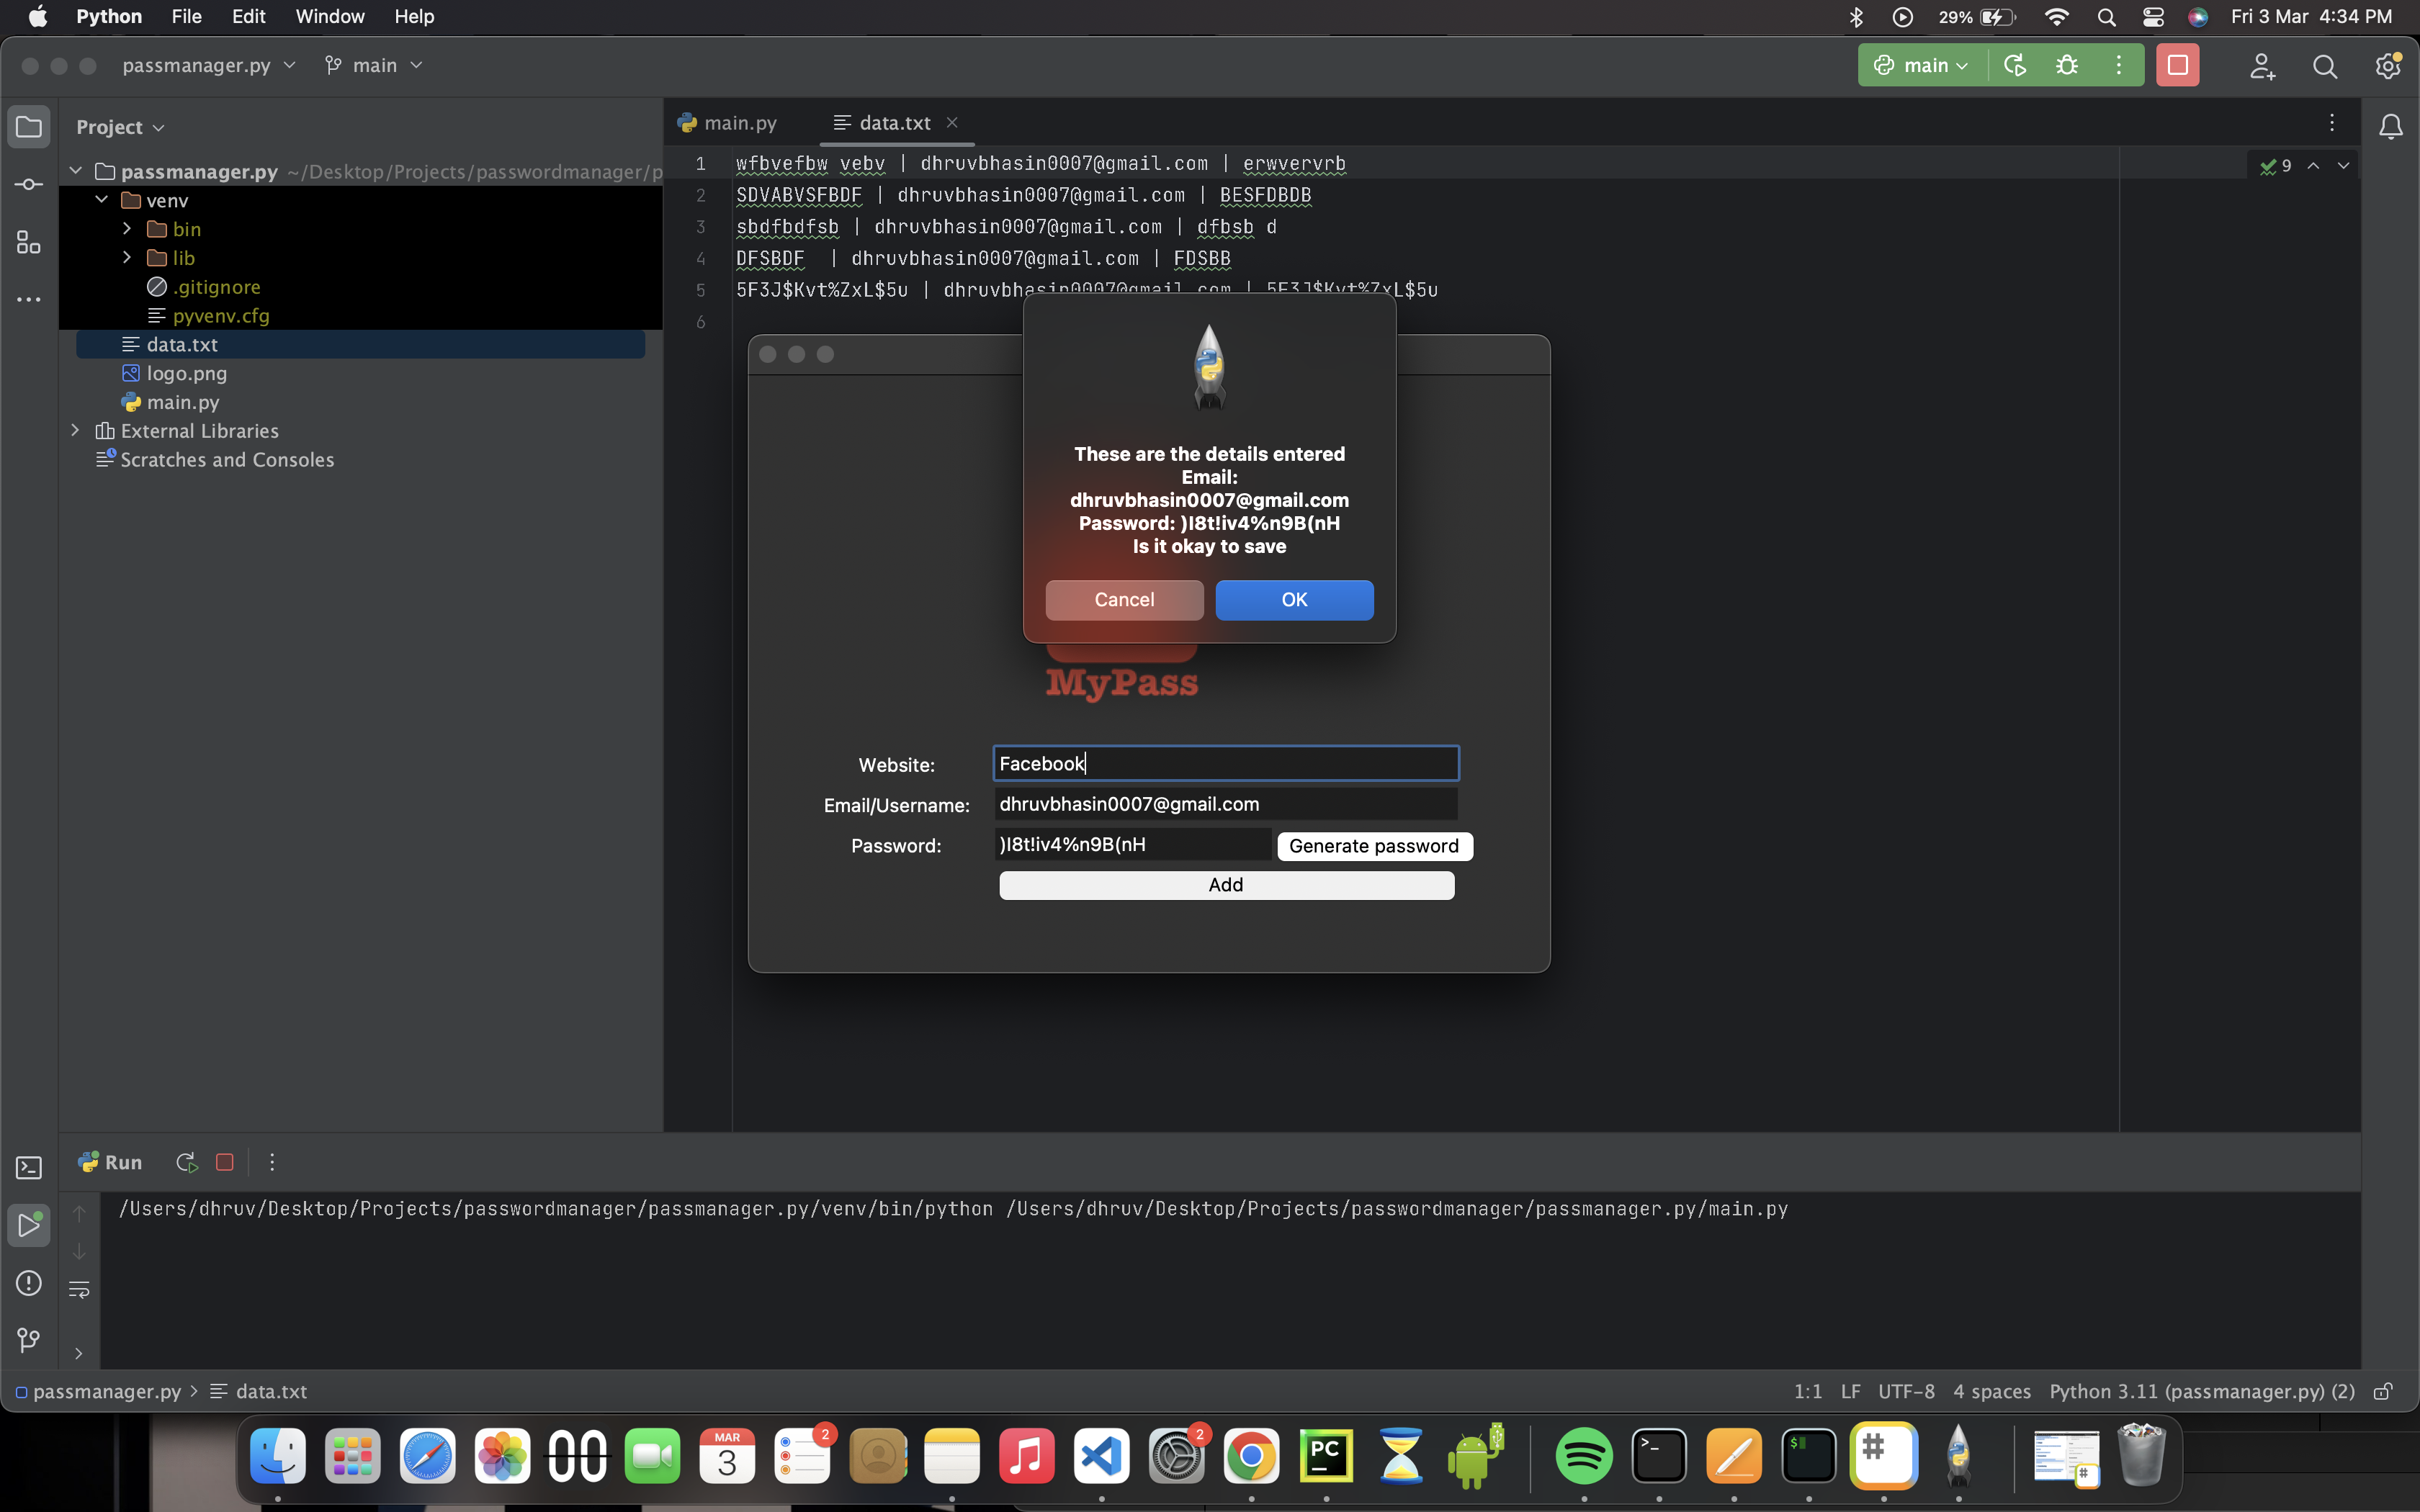 Python File Edit Window Help 29% Fri 3 Mar 4:34 PM
passmanager.py main main
Project
passmanager.py ~/Desktop/Projects/passwordmanager/p
venv
bin
lib
.gitignore
pyvenv.cfg
data.txt
logo.png
main.py
External Libraries
Scratches and Consoles
main.py data.txt
9
1 wfbvefbw vebv | dhruvbhasin0007@gmail.com | erwvervrb
2 SDVABVSFBDF | dhruvbhasin0007@gmail.com | BESFDBDB
3 sbdfbdfsb | dhruvbhasin0007@gmail.com | dfbsb d
4 DFSBDF | dhruvbhasin0007@gmail.com | FDSBB
5 5F3J$Kvt%ZxL$5u | dhruvbhasin0007@gmail.com | 5F3J$Kvt%ZxL$5u
6
These are the details entered
Email:
dhruvbhasin0007@gmail.com
Password: )I8t!iv4%n9B(nH
Is it okay to save
Cancel OK
MyPass
Website: Facebook
Email/Username: dhruvbhasin0007@gmail.com
Password: )I8t!iv4%n9B(nH Generate password
Add
Run
/Users/dhruv/Desktop/Projects/passwordmanager/passmanager.py/venv/bin/python /Users/dhruv/Desktop/Projects/passwordmanager/passmanager.py/main.py
passmanager.py > data.txt
1:1 LF UTF-8 4 spaces Python 3.11 (passmanager.py) (2)
00 MAR 3 2 2 PC